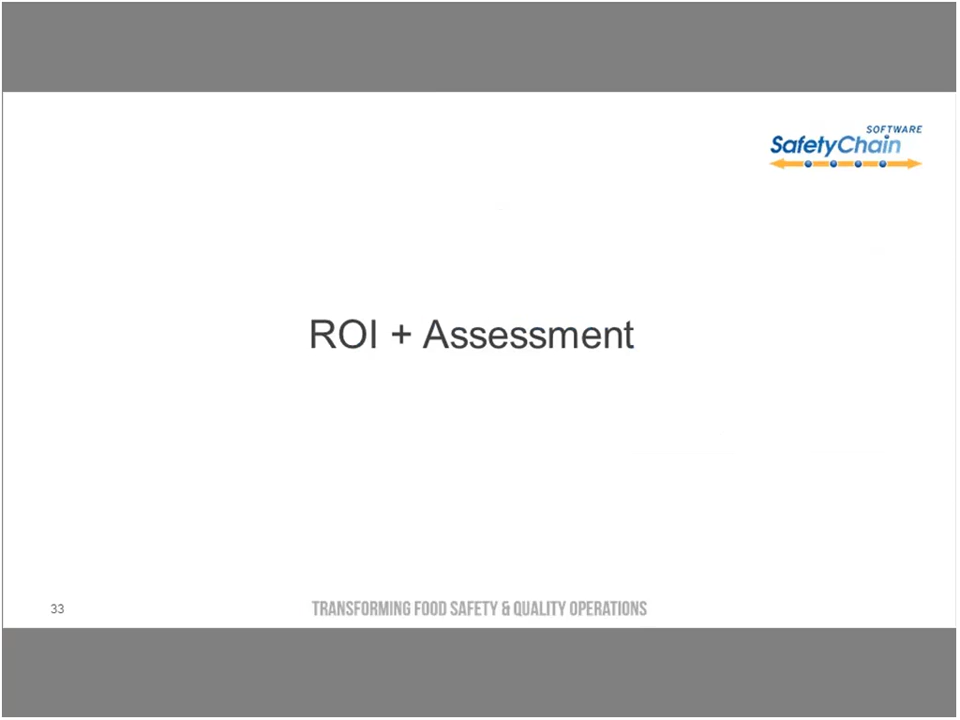 SOFTWARE
SafetyChain
ROI + Assessment
33
TRANSFORMING FOOD SAFETY & QUALITY OPERATIONS